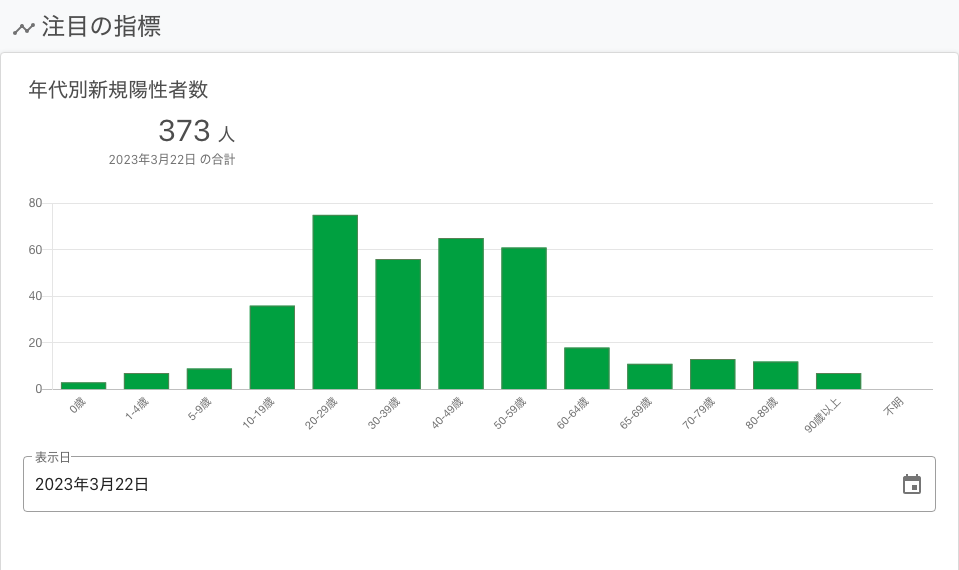 注目の指標
年代別新規陽性者数
373 人
2023年3月22日 の合計
80
60
40
20
0
0歳
1-4歳
5-9歳
10-19歳
20-29歳
30-39歳
40-49歳
50-59歳
60-64歳
65-69歳
70-79歳
80-89歳
90歳以上
不明
表示日
2023年3月22日